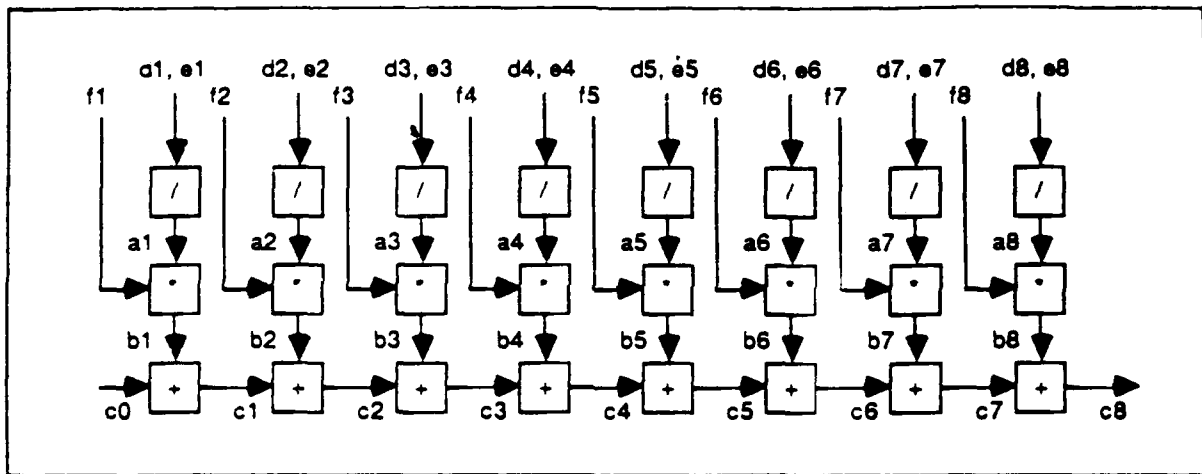 a1, e1 d2, e2 d3, e3 d4, e4 d5, e5 d6, e6 d7, e7 d8, e8
f1 f2 f3 f4 f5 f6 f7 f8
/ / / / / / / /
a1 a2 a3 a4 a5 a6 a7 a8
* * * * * * * *
b1 b2 b3 b4 b5 b6 b7 b8
+ + + + + + + +
c0 c1 c2 c3 c4 c5 c6 c7 c8